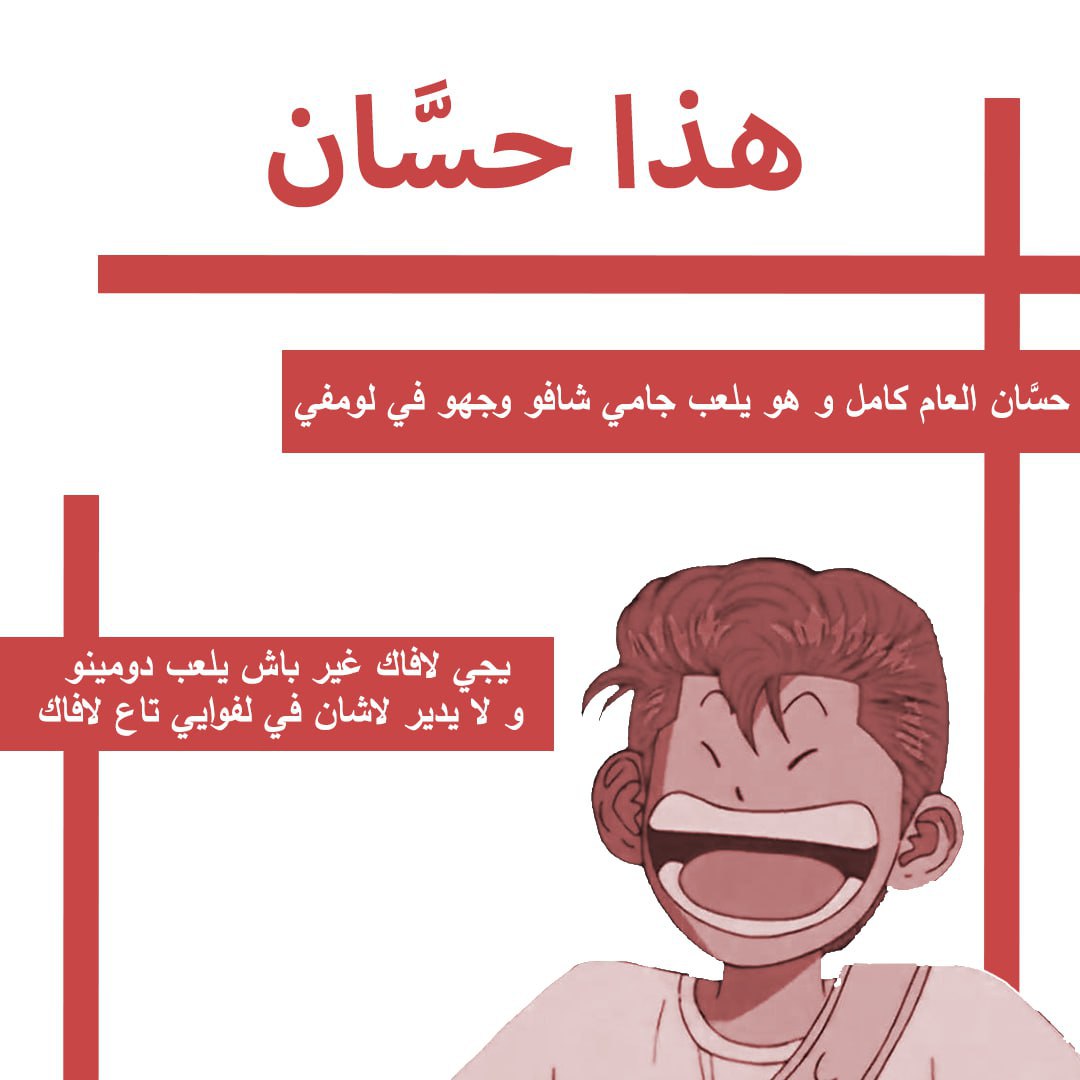 هذا حسَّان
حسَّان العام كامل و هو يلعب جامي شافو وجهو في لومفي
يجي لافاك غير باش يلعب دومينو
و لا يدير لاشان في لفوايي تاع لافاك